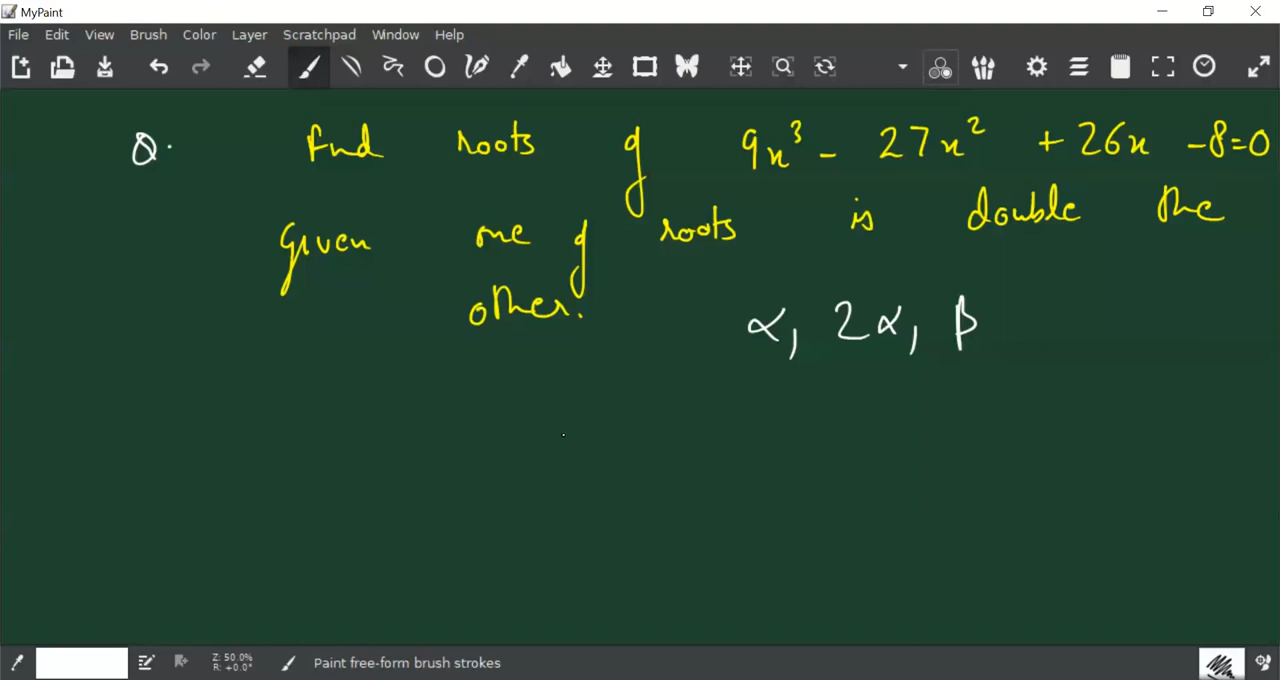 MyPaint
File Edit View Brush Color Layer Scratchpad Window Help
Q. Find roots of 9x³ - 27x² + 26x - 8=0
given one of roots is double the
other.
α, 2α, β
Z: 50.0%
R: +0.0°
Paint free-form brush strokes